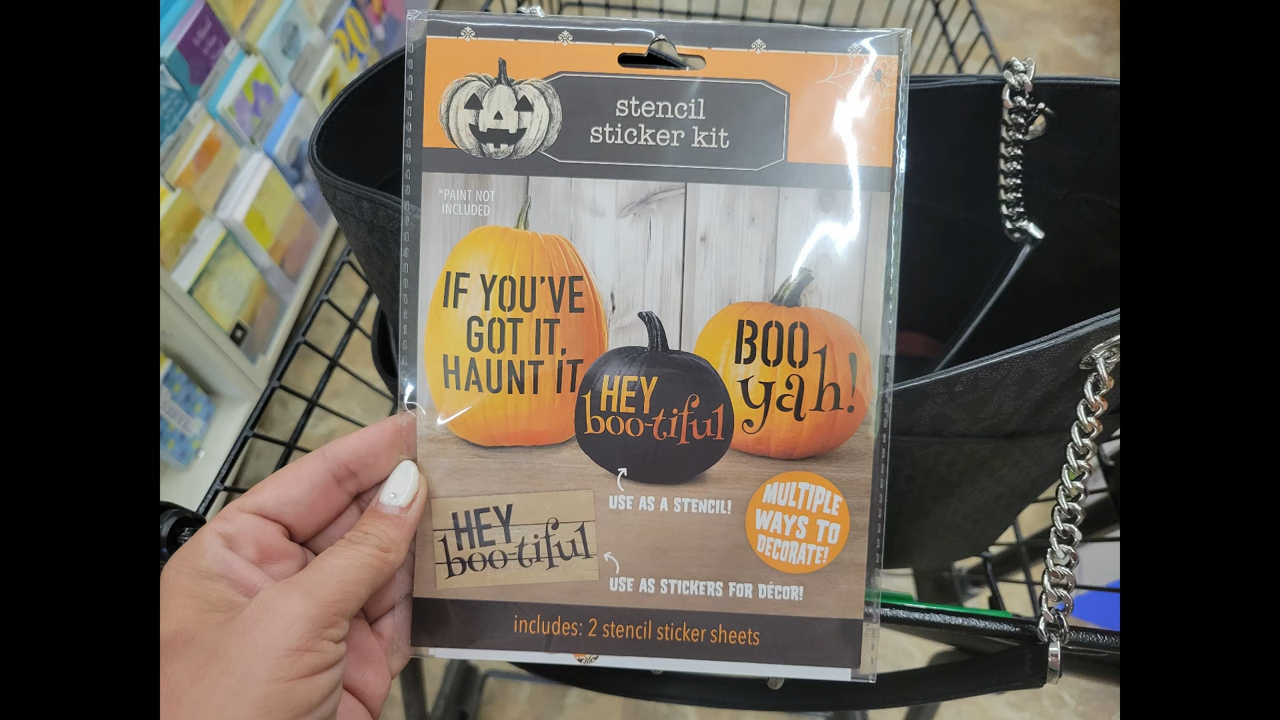 stencil
sticker kit
*PAINT NOT
INCLUDED
IF YOU'VE
GOT IT,
HAUNT IT
HEY
boo-tiful
BOO
yah!
USE AS A STENCIL!
MULTIPLE
WAYS TO
DECORATE!
HEY
boo-tiful
USE AS STICKERS FOR DÉCOR!
includes: 2 stencil sticker sheets